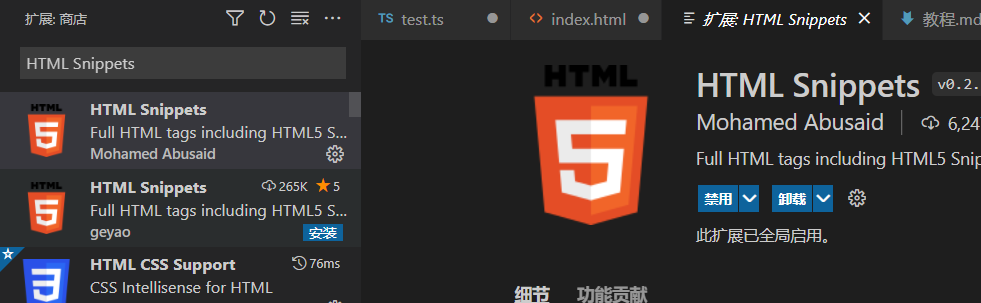 扩展: 商店
HTML Snippets
HTML
HTML Snippets
Full HTML tags including HTML5 S...
Mohamed Abusaid
HTML
HTML Snippets 265K 5
Full HTML tags including HTML5 S...
geyao 安装
HTML CSS Support 76ms
CSS Intellisense for HTML
TS test.ts index.html 扩展: HTML Snippets 教程.md
HTML
HTML Snippets v0.2.
Mohamed Abusaid 6,24
Full HTML tags including HTML5 Snip
禁用 卸载
此扩展已全局启用。
细节 功能贡献